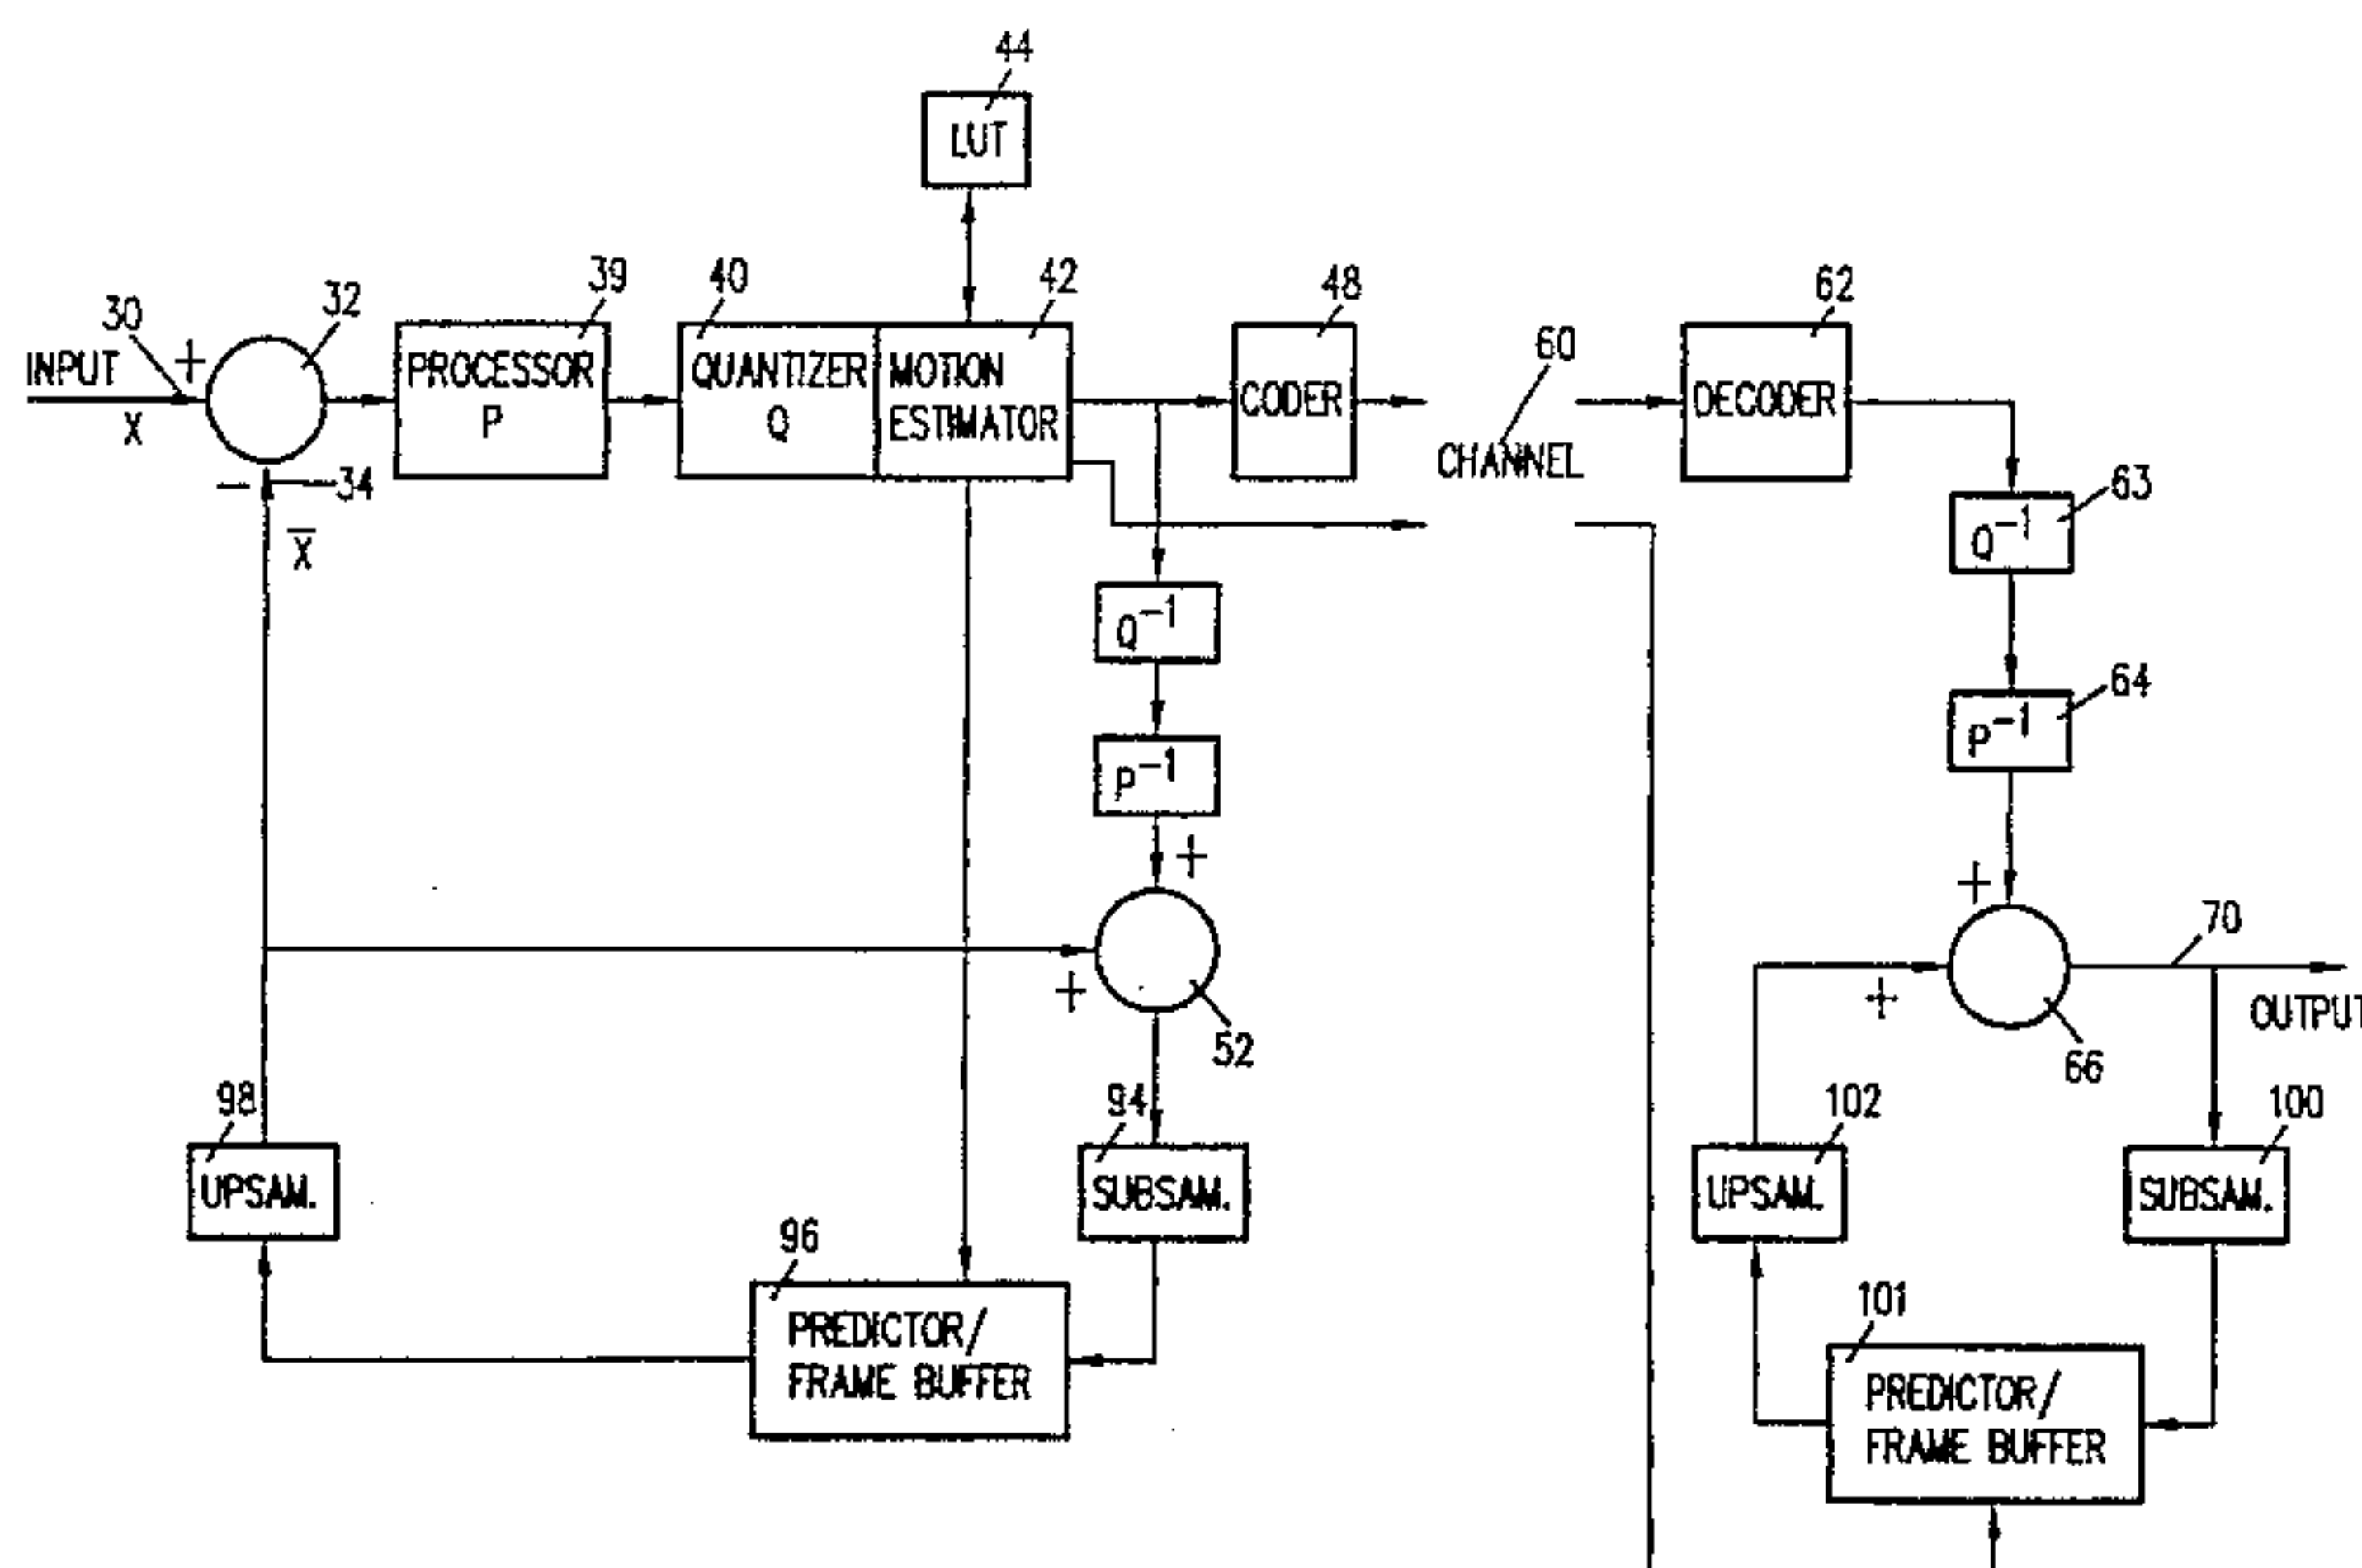 44
LUT
30
32
39
40
42
48
60
62
INPUT
+
X
PROCESSOR
P
QUANTIZER
Q
MOTION
ESTIMATOR
CODER
CHANNEL
DECODER
-
34
X̅
63
Q⁻¹
Q⁻¹
64
P⁻¹
P⁻¹
+
+
+
+
52
66
70
OUTPUT
98
UPSAM.
94
SUBSAM.
102
UPSAM.
100
SUBSAM.
96
PREDICTOR/
FRAME BUFFER
101
PREDICTOR/
FRAME BUFFER